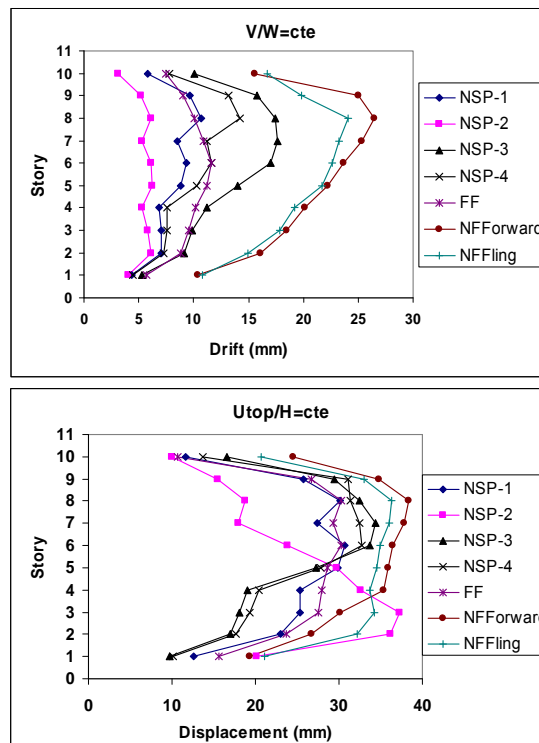 V/W=cte
11
10
9
8
7
6
5
4
3
2
1
0
Story
0 5 10 15 20 25 30
Drift (mm)
NSP-1
NSP-2
NSP-3
NSP-4
FF
NFForward
NFFling
Utop/H=cte
11
10
9
8
7
6
5
4
3
2
1
0
Story
0 10 20 30 40
Displacement (mm)
NSP-1
NSP-2
NSP-3
NSP-4
FF
NFForward
NFFling